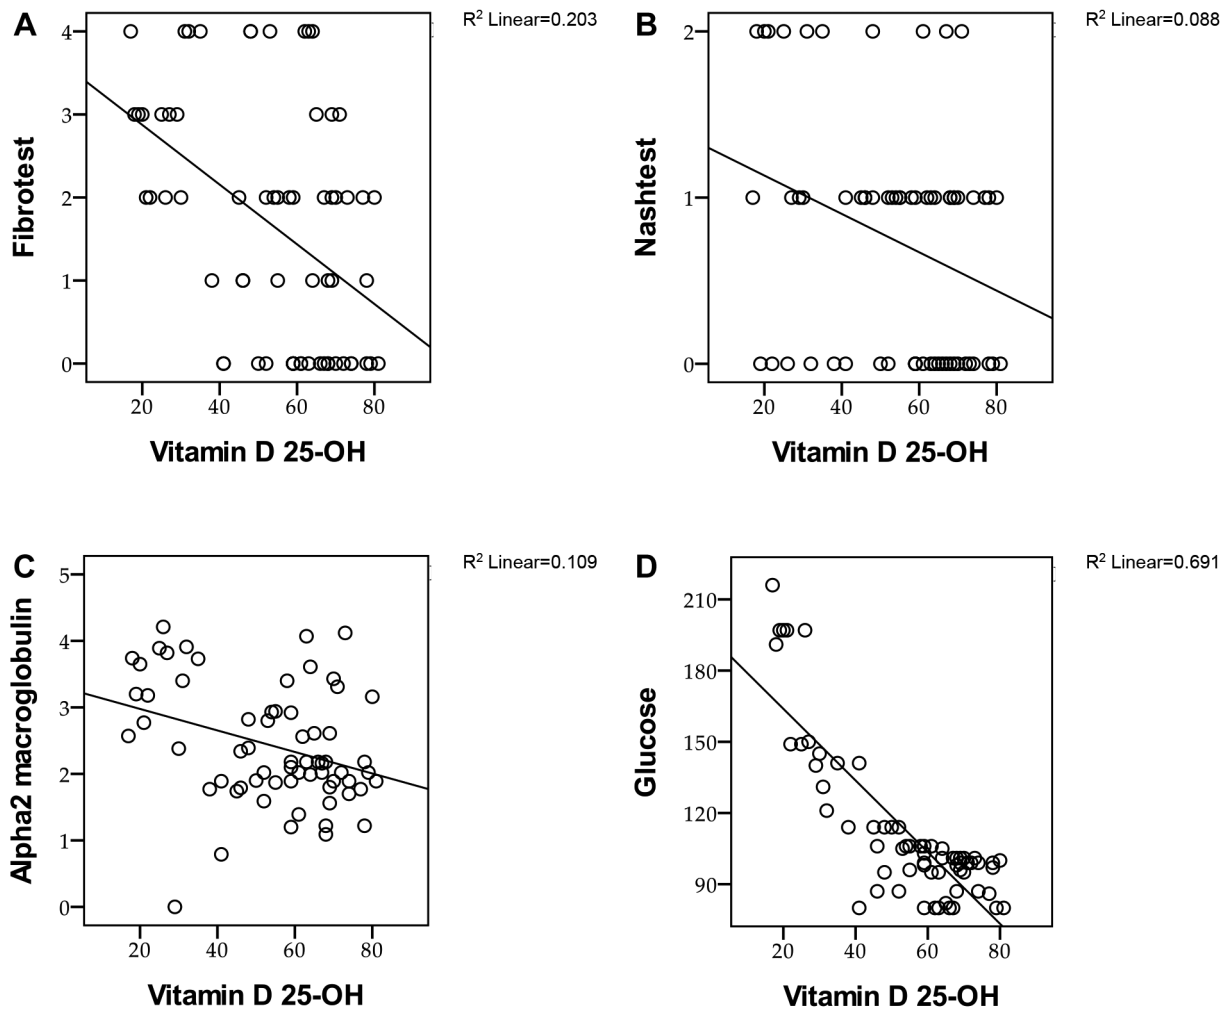 A
R² Linear=0.203
4
3
2
1
0
Fibrotest
20 40 60 80
Vitamin D 25-OH
B
R² Linear=0.088
2
1
0
Nashtest
20 40 60 80
Vitamin D 25-OH
C
R² Linear=0.109
5
4
3
2
1
0
Alpha2 macroglobulin
20 40 60 80
Vitamin D 25-OH
D
R² Linear=0.691
210
180
150
120
90
Glucose
20 40 60 80
Vitamin D 25-OH